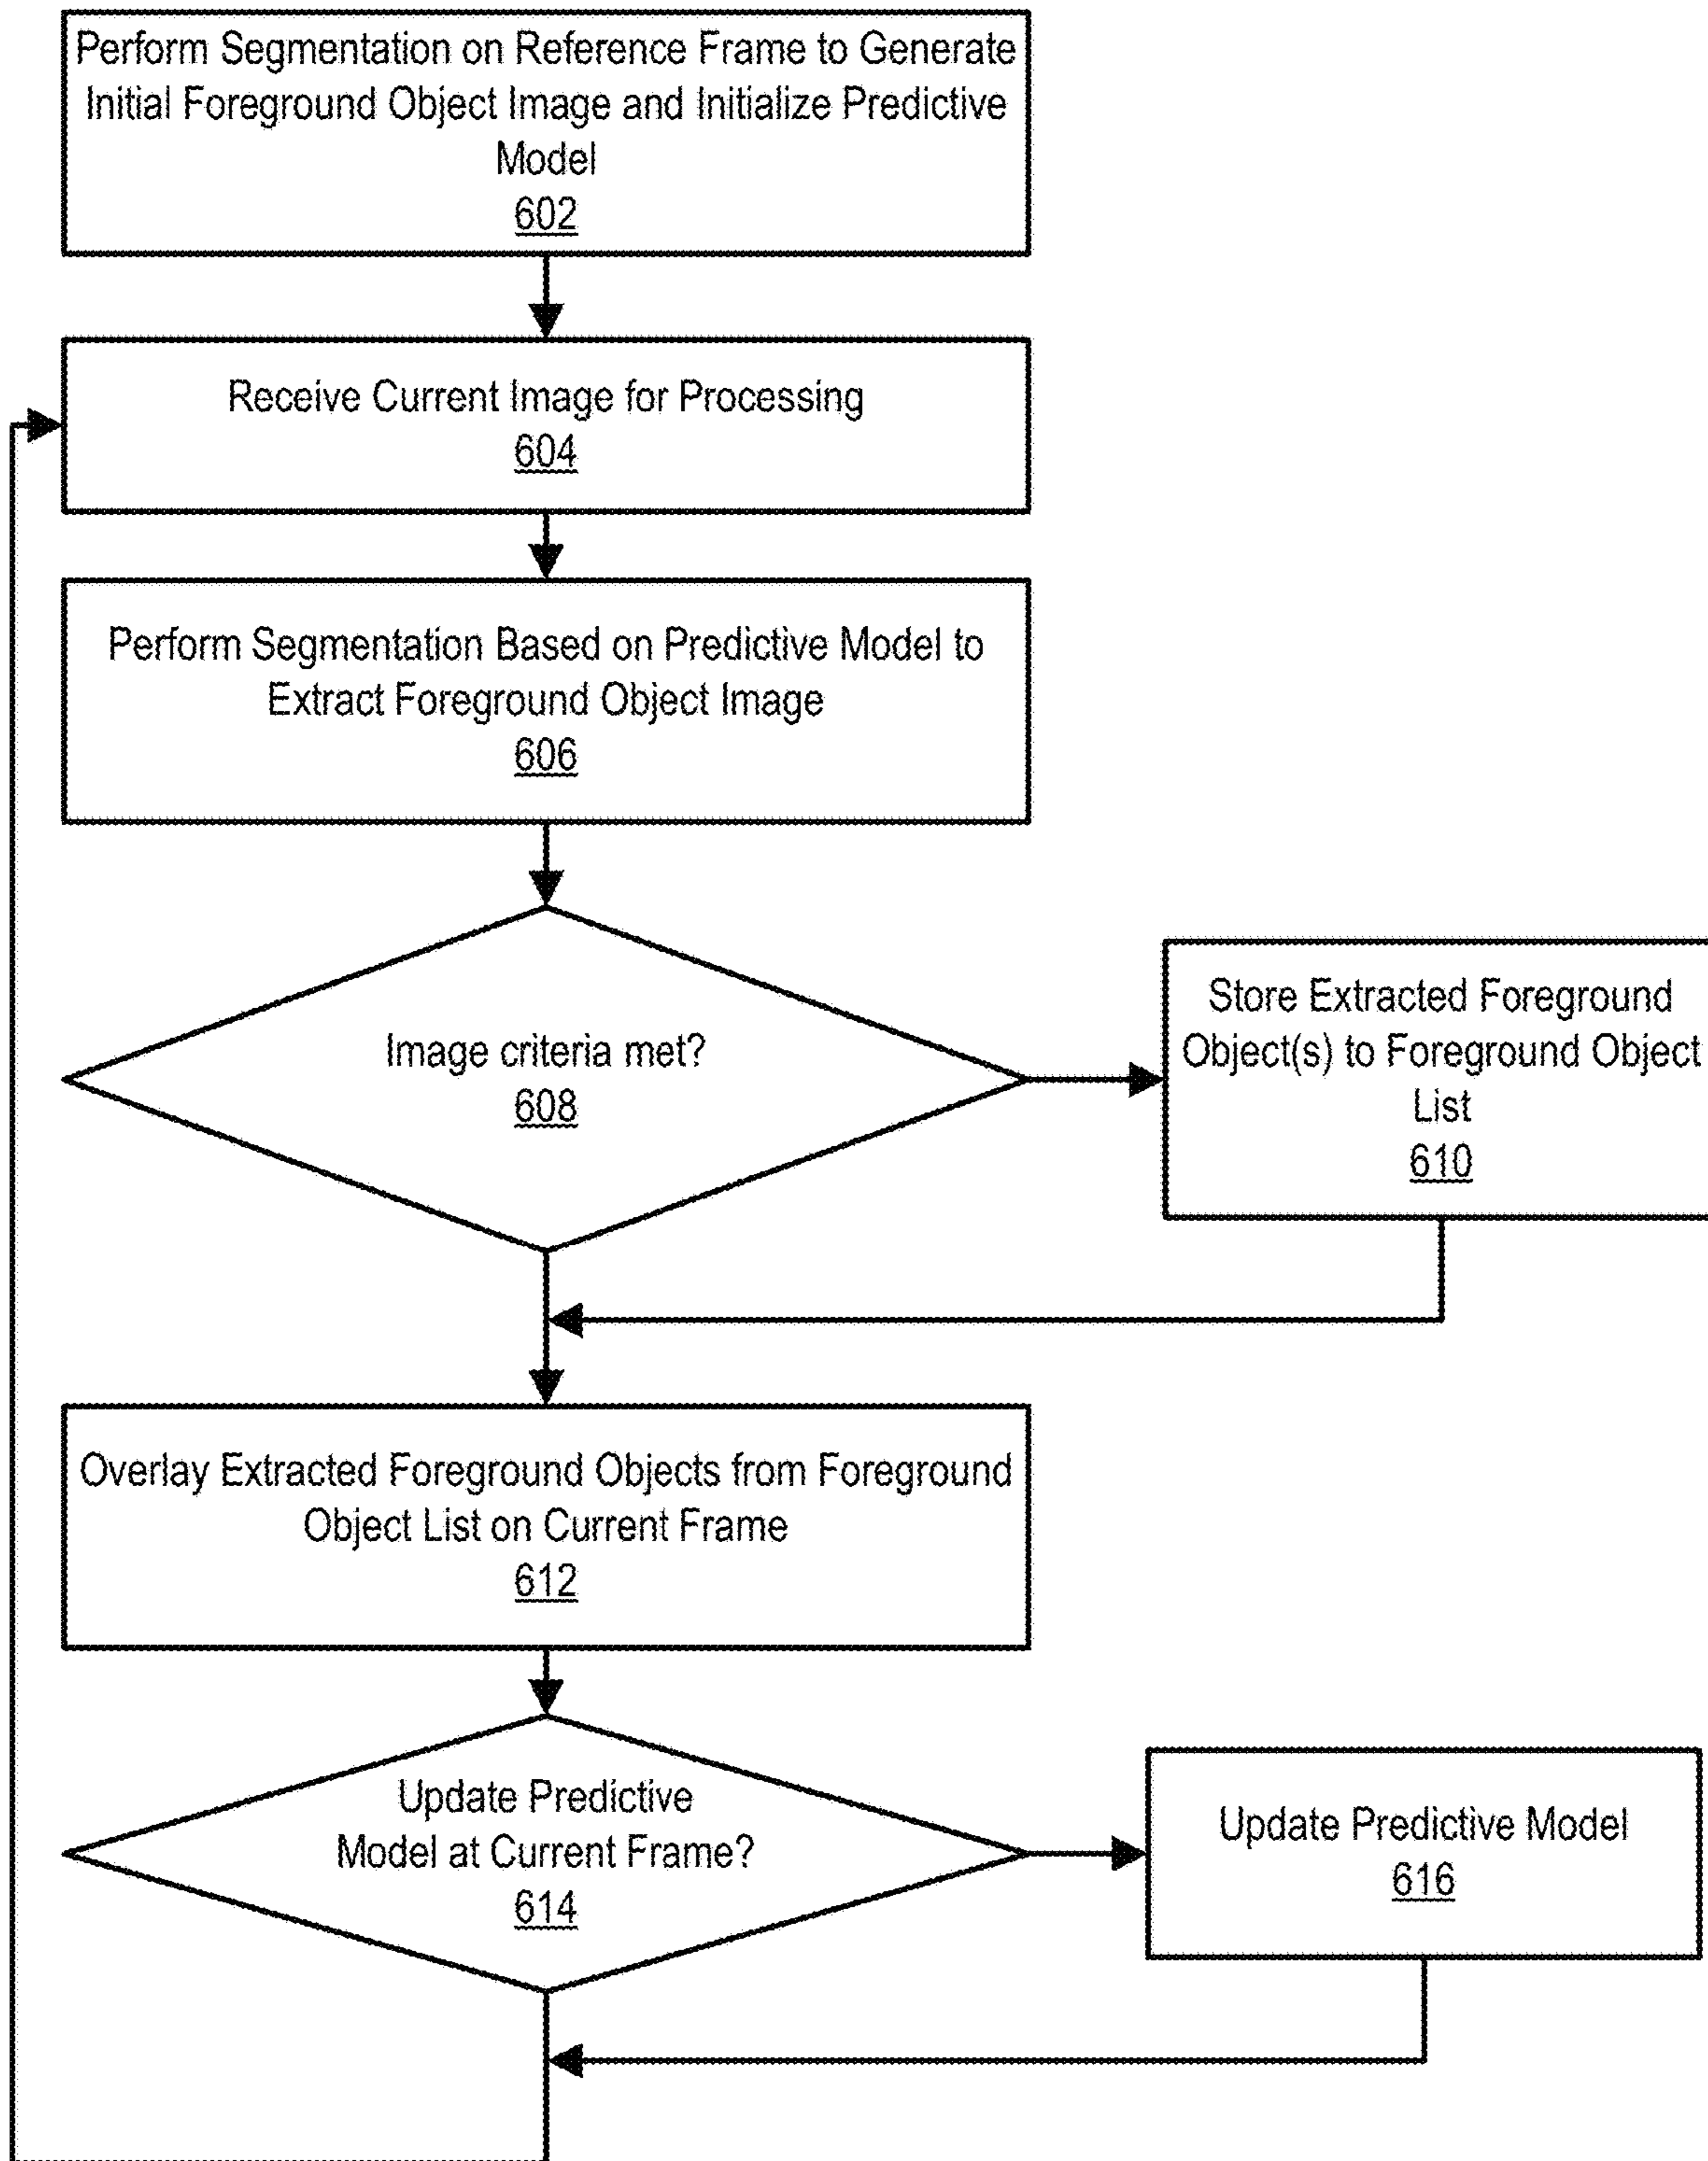 Perform Segmentation on Reference Frame to Generate
Initial Foreground Object Image and Initialize Predictive
Model
602
Receive Current Image for Processing
604
Perform Segmentation Based on Predictive Model to
Extract Foreground Object Image
606
Image criteria met?
608
Store Extracted Foreground
Object(s) to Foreground Object
List
610
Overlay Extracted Foreground Objects from Foreground
Object List on Current Frame
612
Update Predictive
Model at Current Frame?
614
Update Predictive Model
616